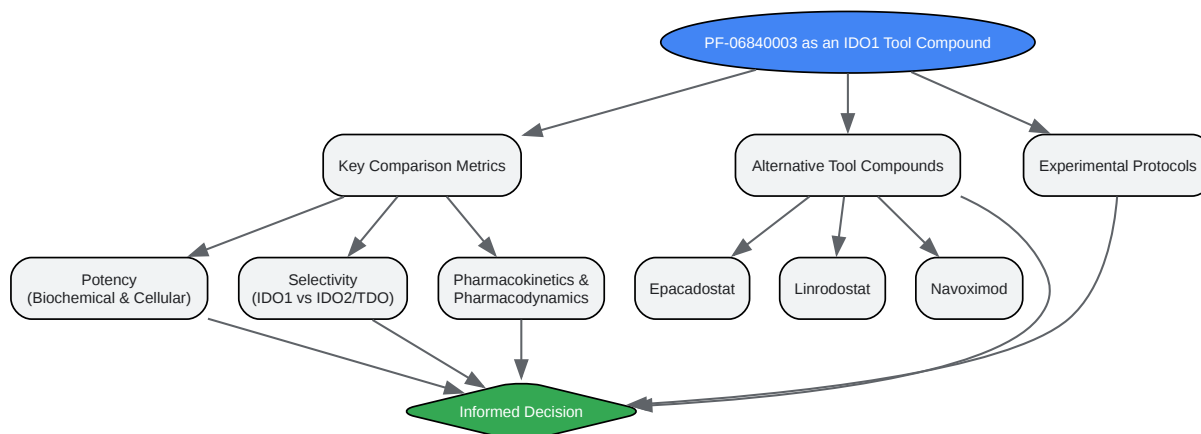 PF-06840003 as an IDO1 Tool Compound
Key Comparison Metrics
Alternative Tool Compounds
Experimental Protocols
Potency
(Biochemical & Cellular)
Selectivity
(IDO1 vs IDO2/TDO)
Pharmacokinetics &
Pharmacodynamics
Epacadostat
Linrodostat
Navoximod
Informed Decision